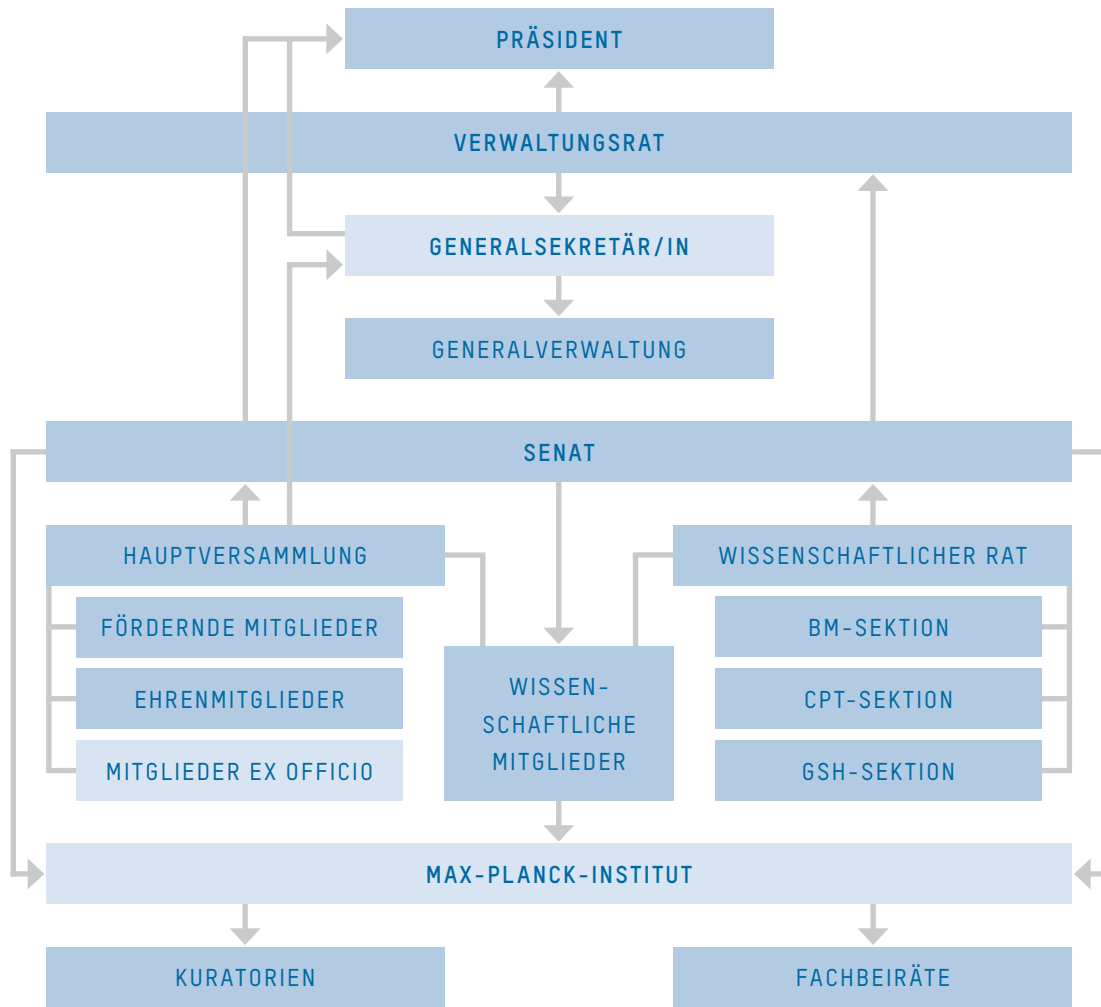 PRÄSIDENT
VERWALTUNGSRAT
GENERALSEKRETÄR/IN
GENERALVERWALTUNG
SENAT
HAUPTVERSAMMLUNG
FÖRDERNDE MITGLIEDER
EHRENMITGLIEDER
MITGLIEDER EX OFFICIO
WISSEN-
SCHAFTLICHE
MITGLIEDER
WISSENSCHAFTLICHER RAT
BM-SEKTION
CPT-SEKTION
GSH-SEKTION
MAX-PLANCK-INSTITUT
KURATORIEN
FACHBEIRÄTE